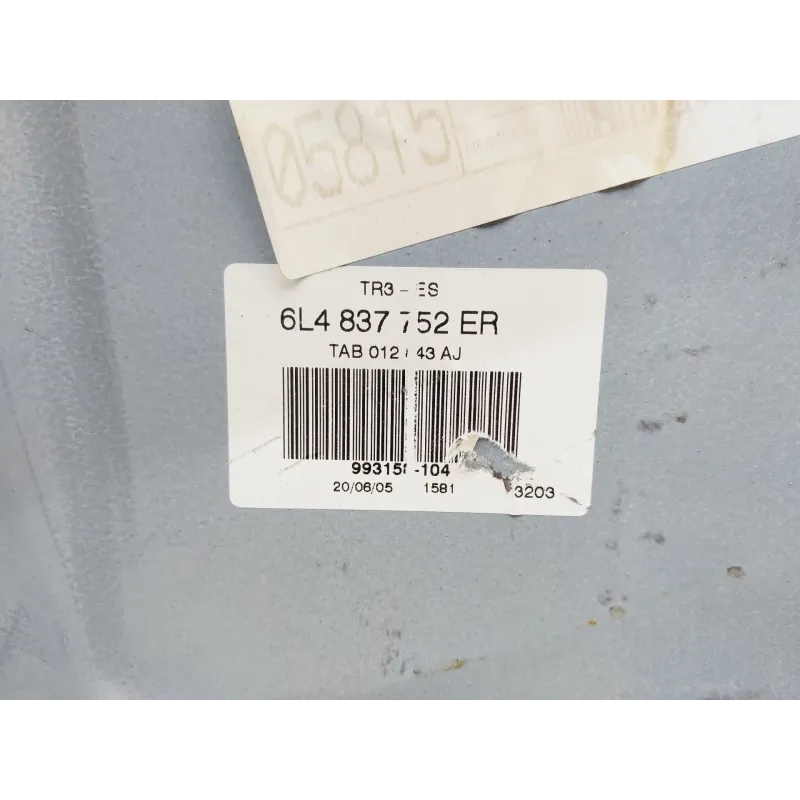 05815
TR3 - ES
6L4 837 752 ER
TAB 012 43 AJ
-104
20/06/05 1581 3203